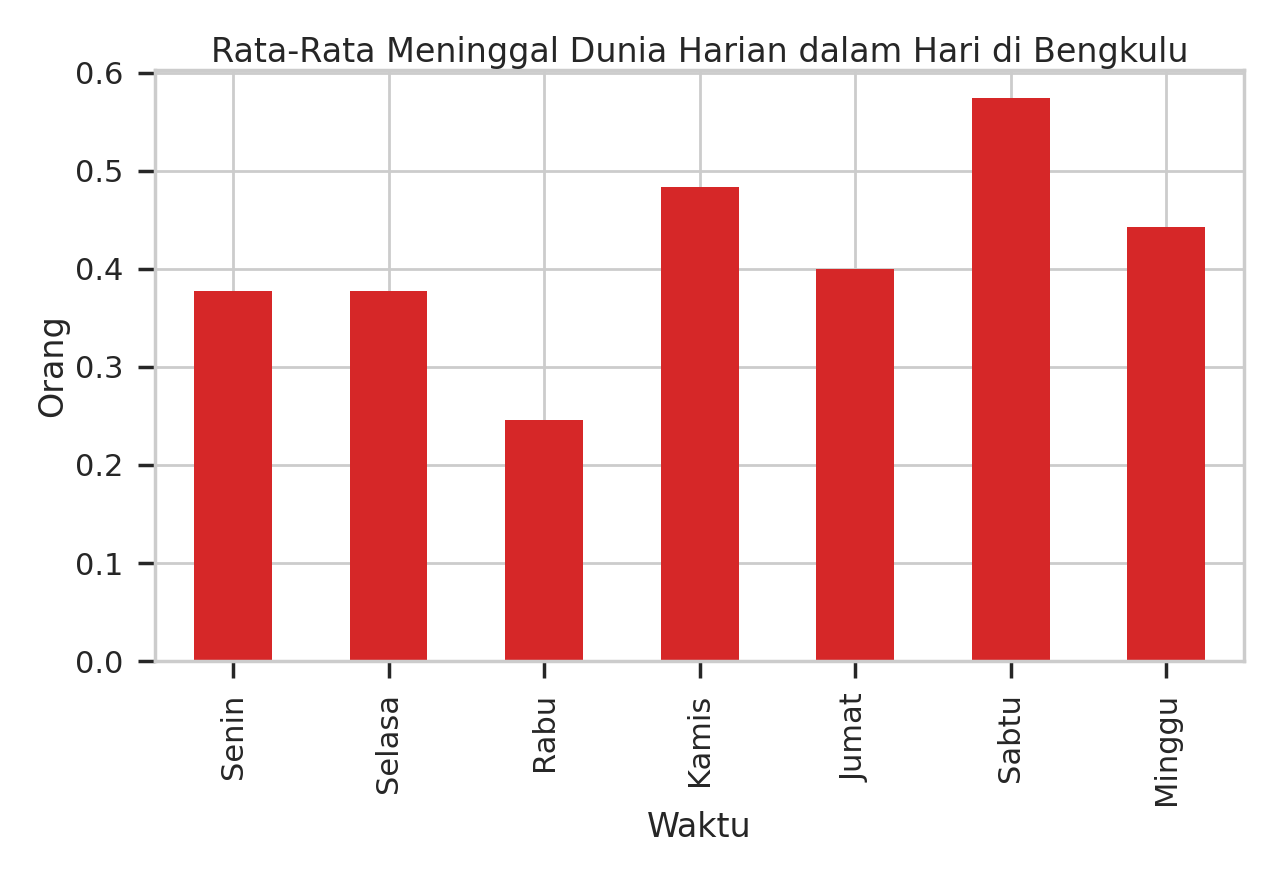 Rata-Rata Meninggal Dunia Harian dalam Hari di Bengkulu
0.6
0.5
0.4
0.3
0.2
0.1
0.0
Orang
Senin
Selasa
Rabu
Kamis
Jumat
Sabtu
Minggu
Waktu